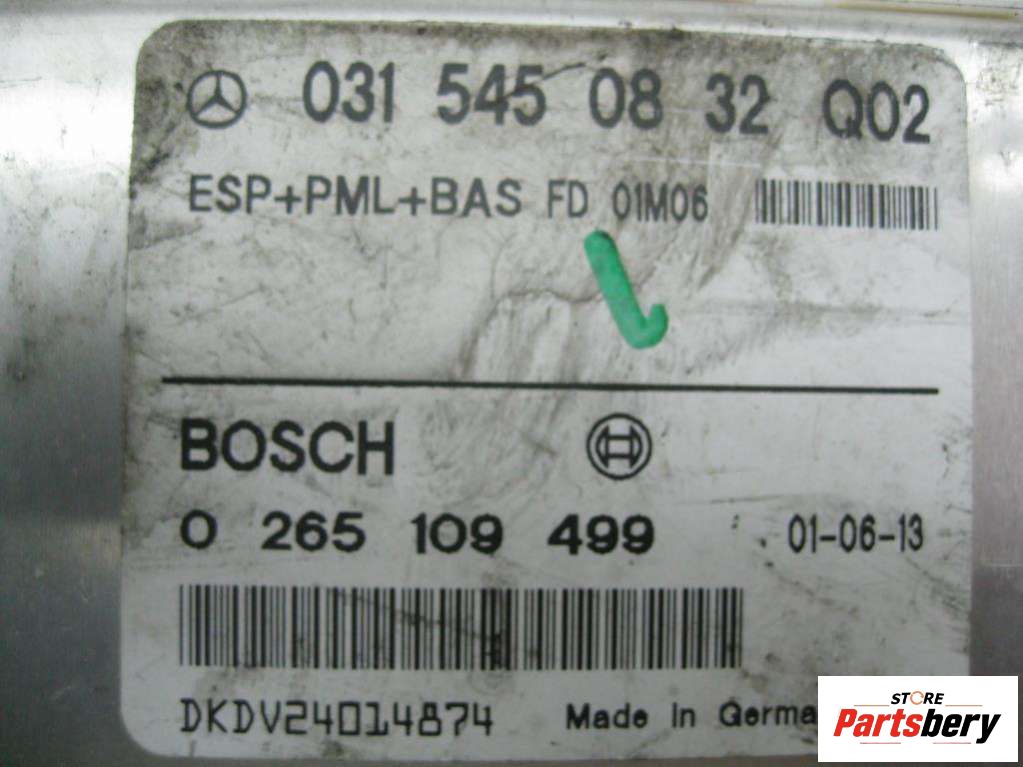 031 545 08 32 Q02
ESP+PML+BAS FD 01M06
BOSCH
0 265 109 499 01-06-13
DKDV24014874 Made in Germa
STORE
Partsbery